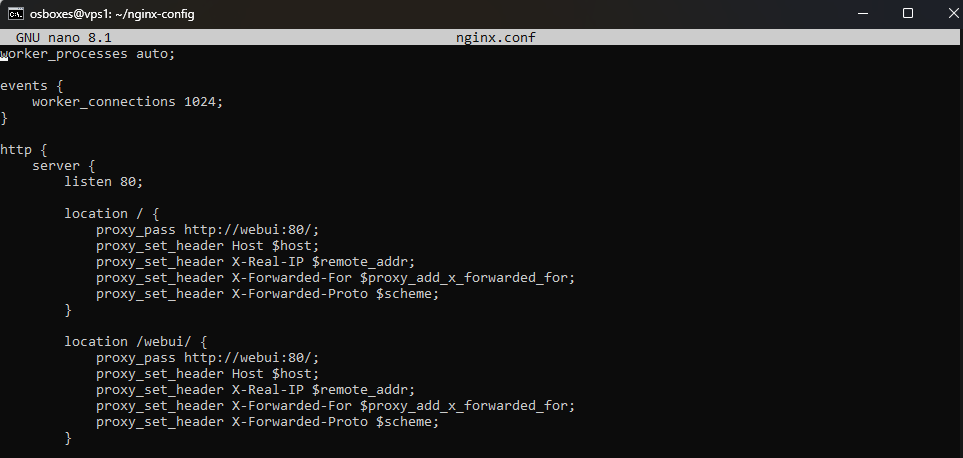 osboxes@vps1: ~/nginx-config
GNU nano 8.1 nginx.conf
worker_processes auto;
events {
    worker_connections 1024;
}
http {
    server {
        listen 80;
        location / {
            proxy_pass http://webui:80/;
            proxy_set_header Host $host;
            proxy_set_header X-Real-IP $remote_addr;
            proxy_set_header X-Forwarded-For $proxy_add_x_forwarded_for;
            proxy_set_header X-Forwarded-Proto $scheme;
        }
        location /webui/ {
            proxy_pass http://webui:80/;
            proxy_set_header Host $host;
            proxy_set_header X-Real-IP $remote_addr;
            proxy_set_header X-Forwarded-For $proxy_add_x_forwarded_for;
            proxy_set_header X-Forwarded-Proto $scheme;
        }